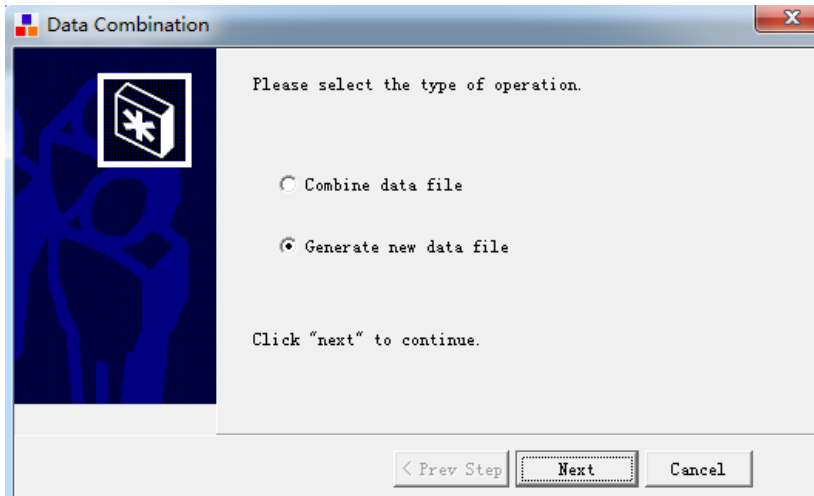 Data Combination
Please select the type of operation.
Combine data file
Generate new data file
Click "next" to continue.
< Prev Step
Next
Cancel